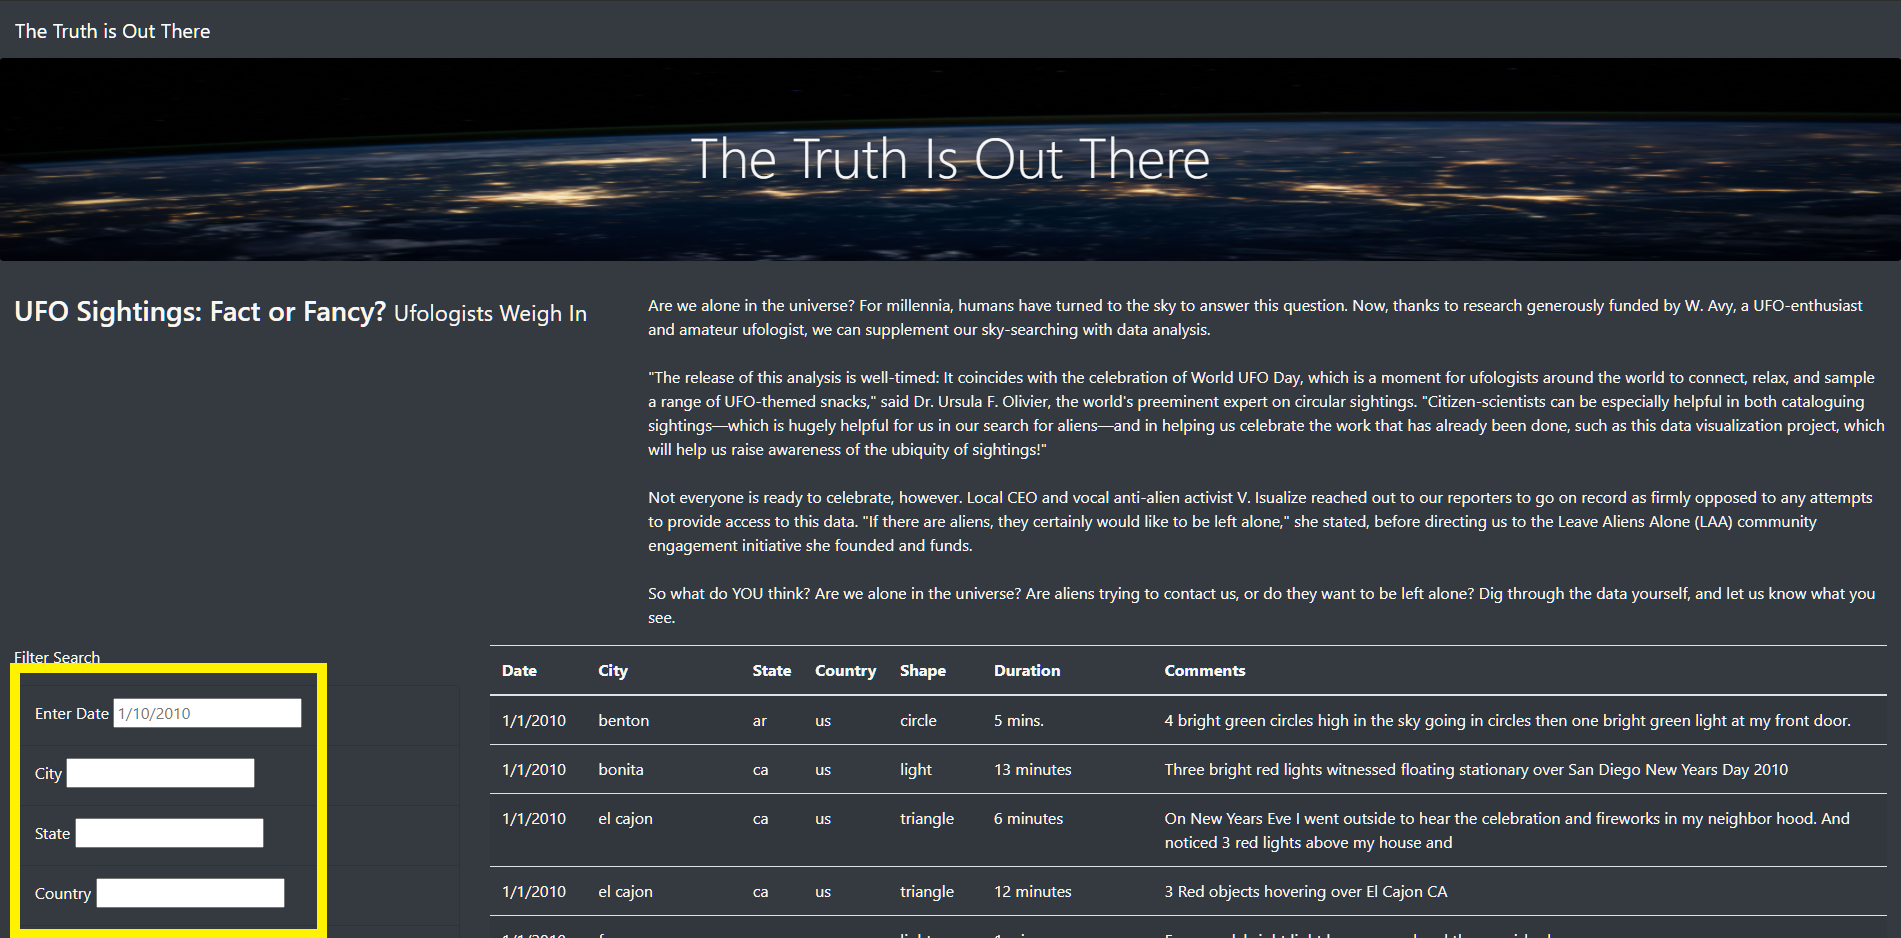 The Truth is Out There
The Truth Is Out There
UFO Sightings: Fact or Fancy? Ufologists Weigh In
Are we alone in the universe? For millennia, humans have turned to the sky to answer this question. Now, thanks to research generously funded by W. Avy, a UFO-enthusiast
and amateur ufologist, we can supplement our sky-searching with data analysis.
"The release of this analysis is well-timed: It coincides with the celebration of World UFO Day, which is a moment for ufologists around the world to connect, relax, and sample
a range of UFO-themed snacks," said Dr. Ursula F. Olivier, the world's preeminent expert on circular sightings. "Citizen-scientists can be especially helpful in both cataloguing
sightings—which is hugely helpful for us in our search for aliens—and in helping us celebrate the work that has already been done, such as this data visualization project, which
will help us raise awareness of the ubiquity of sightings!"
Not everyone is ready to celebrate, however. Local CEO and vocal anti-alien activist V. Isualize reached out to our reporters to go on record as firmly opposed to any attempts
to provide access to this data. "If there are aliens, they certainly would like to be left alone," she stated, before directing us to the Leave Aliens Alone (LAA) community
engagement initiative she founded and funds.
So what do YOU think? Are we alone in the universe? Are aliens trying to contact us, or do they want to be left alone? Dig through the data yourself, and let us know what you
see.
Filter Search
Enter Date 1/10/2010
City
State
Country
Date City State Country Shape Duration Comments
1/1/2010 benton ar us circle 5 mins. 4 bright green circles high in the sky going in circles then one bright green light at my front door.
1/1/2010 bonita ca us light 13 minutes Three bright red lights witnessed floating stationary over San Diego New Years Day 2010
1/1/2010 el cajon ca us triangle 6 minutes On New Years Eve I went outside to hear the celebration and fireworks in my neighbor hood. And
noticed 3 red lights above my house and
1/1/2010 el cajon ca us triangle 12 minutes 3 Red objects hovering over El Cajon CA